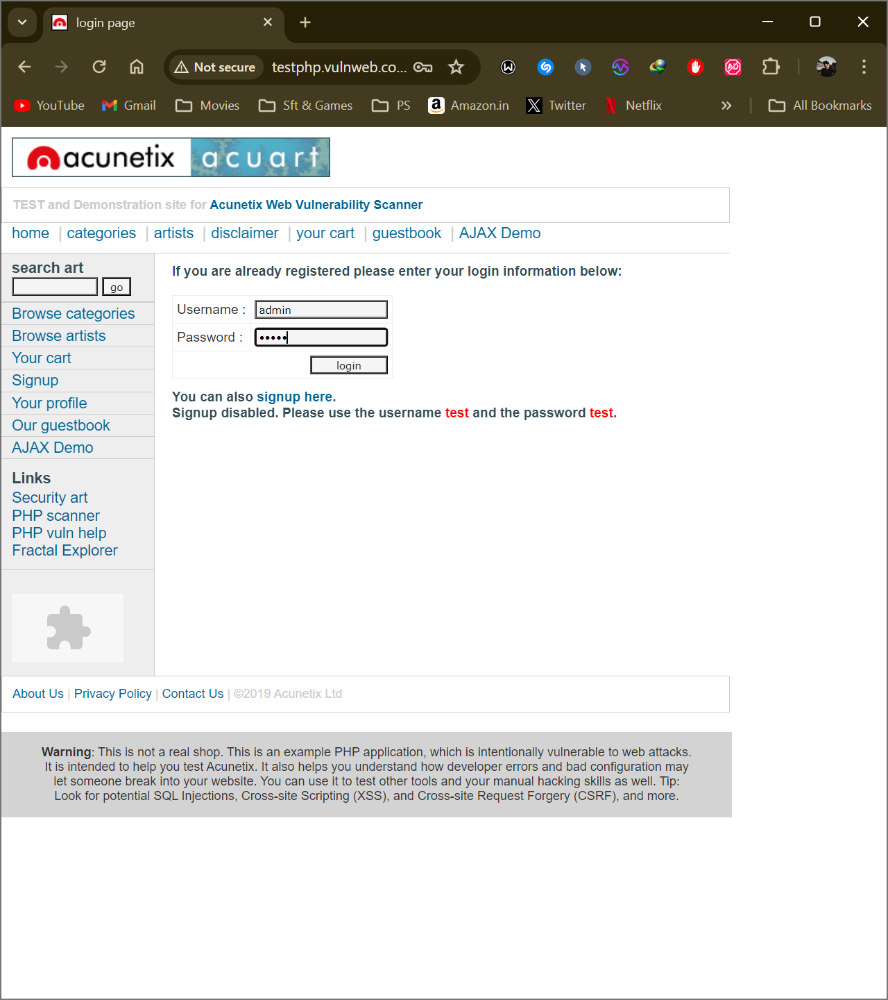 login page
Not secure
testphp.vulnweb.co...
YouTube
Gmail
Movies
Sft & Games
PS
Amazon.in
Twitter
Netflix
All Bookmarks
acunetix acuart
TEST and Demonstration site for Acunetix Web Vulnerability Scanner
home | categories | artists | disclaimer | your cart | guestbook | AJAX Demo
search art
go
Browse categories
Browse artists
Your cart
Signup
Your profile
Our guestbook
AJAX Demo
Links
Security art
PHP scanner
PHP vuln help
Fractal Explorer
If you are already registered please enter your login information below:
Username : admin
Password : •••••
login
You can also signup here.
Signup disabled. Please use the username test and the password test.
About Us | Privacy Policy | Contact Us | ©2019 Acunetix Ltd
Warning: This is not a real shop. This is an example PHP application, which is intentionally vulnerable to web attacks.
It is intended to help you test Acunetix. It also helps you understand how developer errors and bad configuration may
let someone break into your website. You can use it to test other tools and your manual hacking skills as well. Tip:
Look for potential SQL Injections, Cross-site Scripting (XSS), and Cross-site Request Forgery (CSRF), and more.